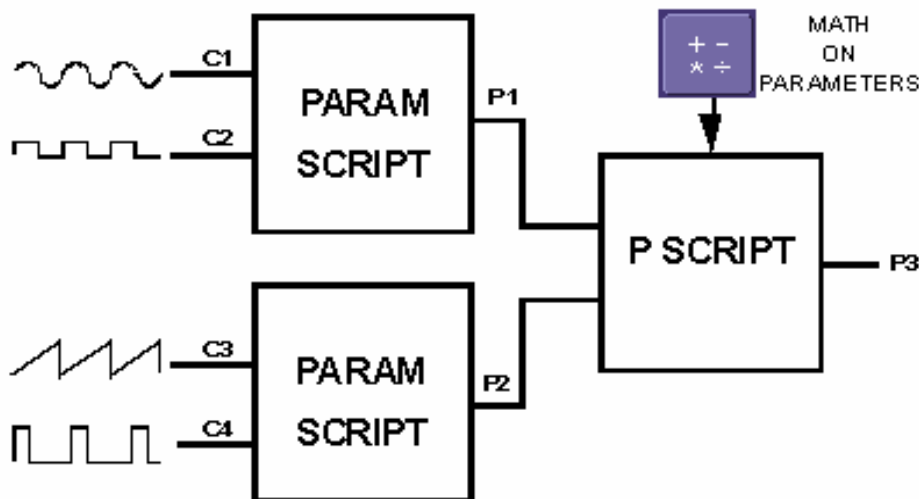 C1
C2
PARAM
SCRIPT
P1
+ −
* ÷
MATH
ON
PARAMETERS
P SCRIPT
P3
C3
C4
PARAM
SCRIPT
P2